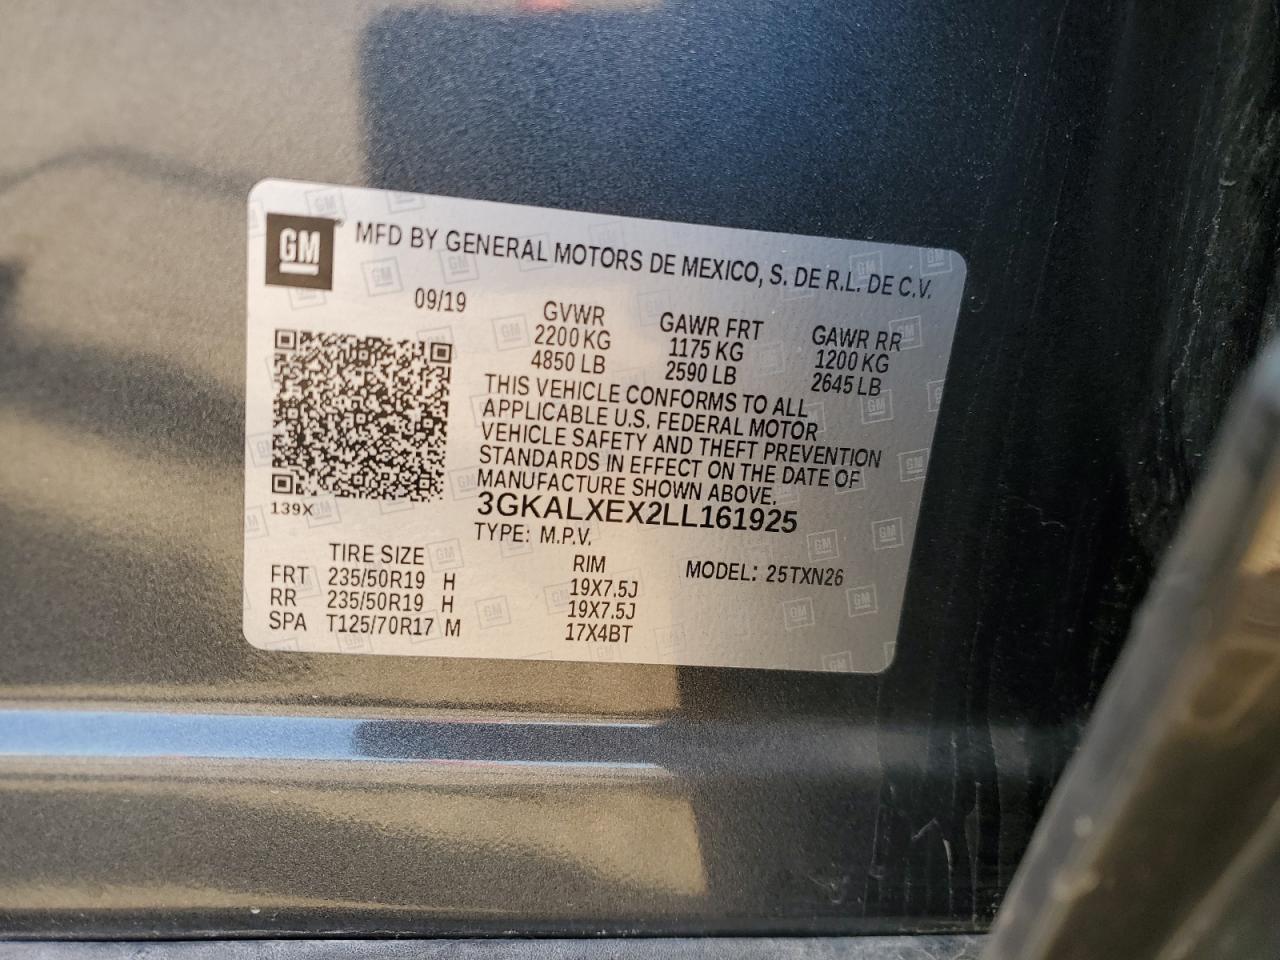 GM MFD BY GENERAL MOTORS DE MEXICO, S. DE R.L. DE C.V.
09/19
GVWR GAWR FRT GAWR RR
2200 KG 1175 KG 1200 KG
4850 LB 2590 LB 2645 LB
THIS VEHICLE CONFORMS TO ALL
APPLICABLE U.S. FEDERAL MOTOR
VEHICLE SAFETY AND THEFT PREVENTION
STANDARDS IN EFFECT ON THE DATE OF
MANUFACTURE SHOWN ABOVE.
139X
3GKALXEX2LL161925
TYPE: M.P.V.
MODEL: 25TXN26
TIRE SIZE RIM
FRT 235/50R19 H 19X7.5J
RR 235/50R19 H 19X7.5J
SPA T125/70R17 M 17X4BT